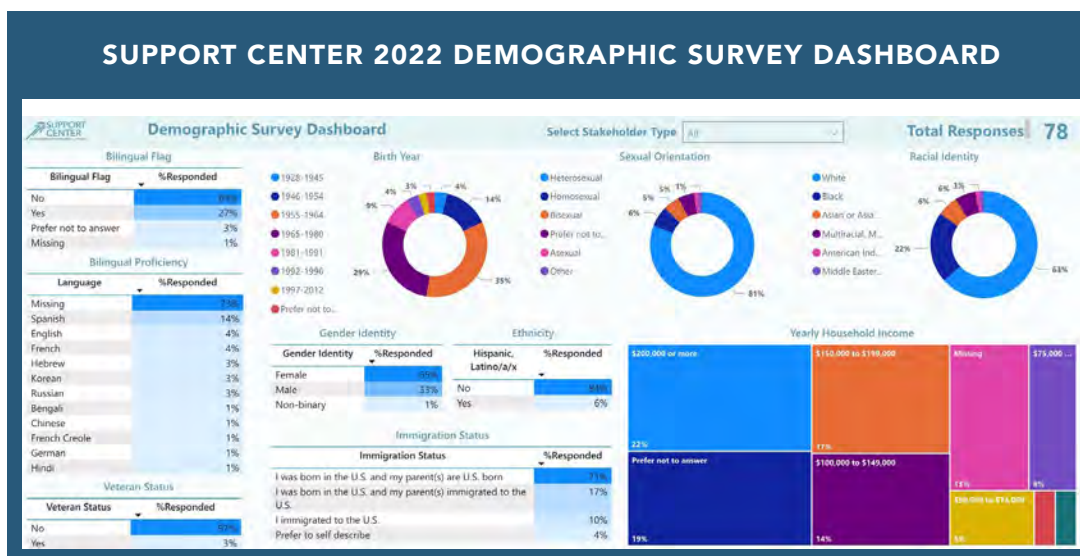 SUPPORT CENTER 2022 DEMOGRAPHIC SURVEY DASHBOARD
SUPPORT CENTER
Demographic Survey Dashboard
Select Stakeholder Type
All
Total Responses 78
Bilingual Flag
Bilingual Flag %Responded
No
Yes 27%
Prefer not to answer 3%
Missing 1%
Bilingual Proficiency
Language %Responded
Missing 73%
Spanish 14%
English 4%
French 4%
Hebrew 3%
Korean 3%
Russian 3%
Bengali 1%
Chinese 1%
French Creole 1%
German 1%
Hindi 1%
Veteran Status
Veteran Status %Responded
No
Yes 3%
Birth Year
1928-1945
1946-1954
1955-1964
1965-1980
1981-1991
1992-1996
1997-2012
Prefer not to...
4%
14%
35%
29%
9%
4%
3%
Sexual Orientation
Heterosexual
Homosexual
Bisexual
Prefer not to...
Asexual
Other
81%
6%
5%
5%
1%
Racial Identity
White
Black
Asian or Asia...
Multiracial, M...
American Ind...
Middle Easter...
63%
22%
6%
6%
3%
Gender Identity
Gender Identity %Responded
Female
Male 33%
Non-binary 1%
Ethnicity
Hispanic, Latino/a/x %Responded
No
Yes 6%
Immigration Status
Immigration Status %Responded
I was born in the U.S. and my parent(s) are U.S. born 71%
I was born in the U.S. and my parent(s) immigrated to the U.S. 17%
I immigrated to the U.S. 10%
Prefer to self describe 4%
Yearly Household Income
$200,000 or more
22%
Prefer not to answer
19%
$150,000 to $199,000
17%
$100,000 to $149,000
14%
Missing
$75,000 ...